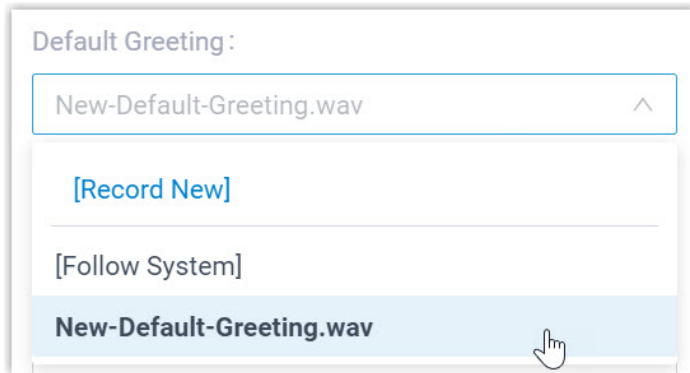 Default Greeting:
New-Default-Greeting.wav
[Record New]
[Follow System]
New-Default-Greeting.wav